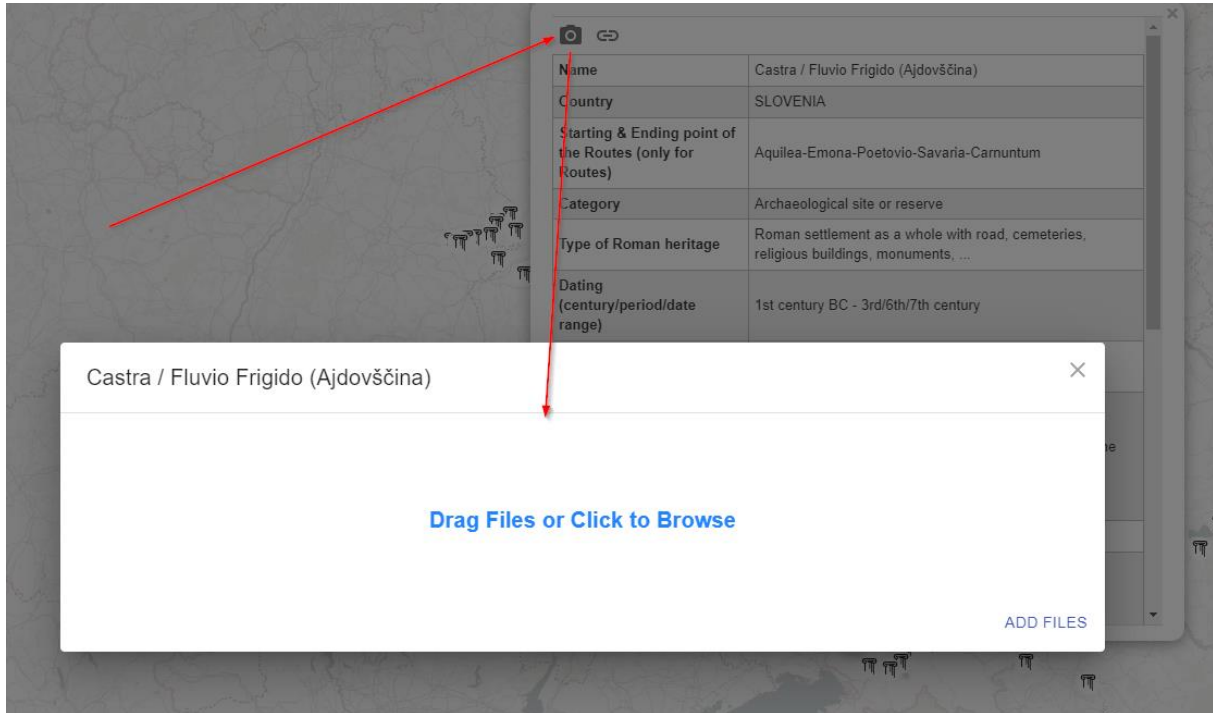 Name
Castra / Fluvio Frigido (Ajdovščina)
Country
SLOVENIA
Starting & Ending point of
the Routes (only for
Routes)
Aquilea-Emona-Poetovio-Savaria-Carnuntum
Category
Archaeological site or reserve
Type of Roman heritage
Roman settlement as a whole with road, cemeteries,
religious buildings, monuments, ...
Dating
(century/period/date
range)
1st century BC - 3rd/6th/7th century
Castra / Fluvio Frigido (Ajdovščina)
Drag Files or Click to Browse
ADD FILES